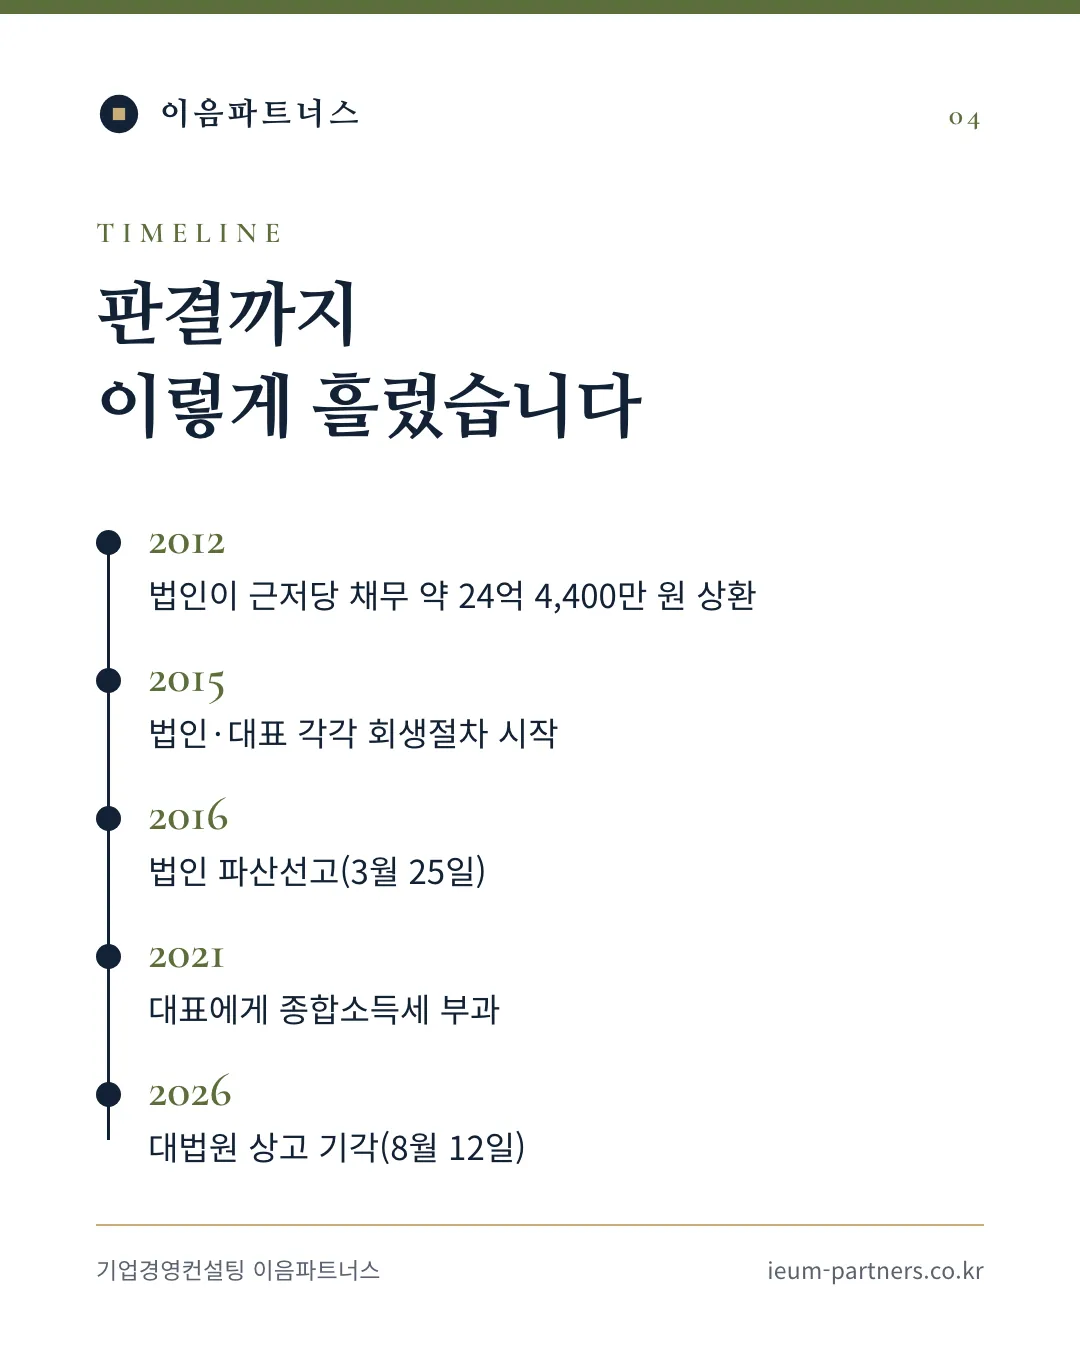 이음파트너스
04
TIMELINE
판결까지
이렇게 흘렀습니다
2012
법인이 근저당 채무 약 24억 4,400만 원 상환
2015
법인·대표 각각 회생절차 시작
2016
법인 파산선고(3월 25일)
2021
대표에게 종합소득세 부과
2026
대법원 상고 기각(8월 12일)
기업경영컨설팅 이음파트너스
ieum-partners.co.kr